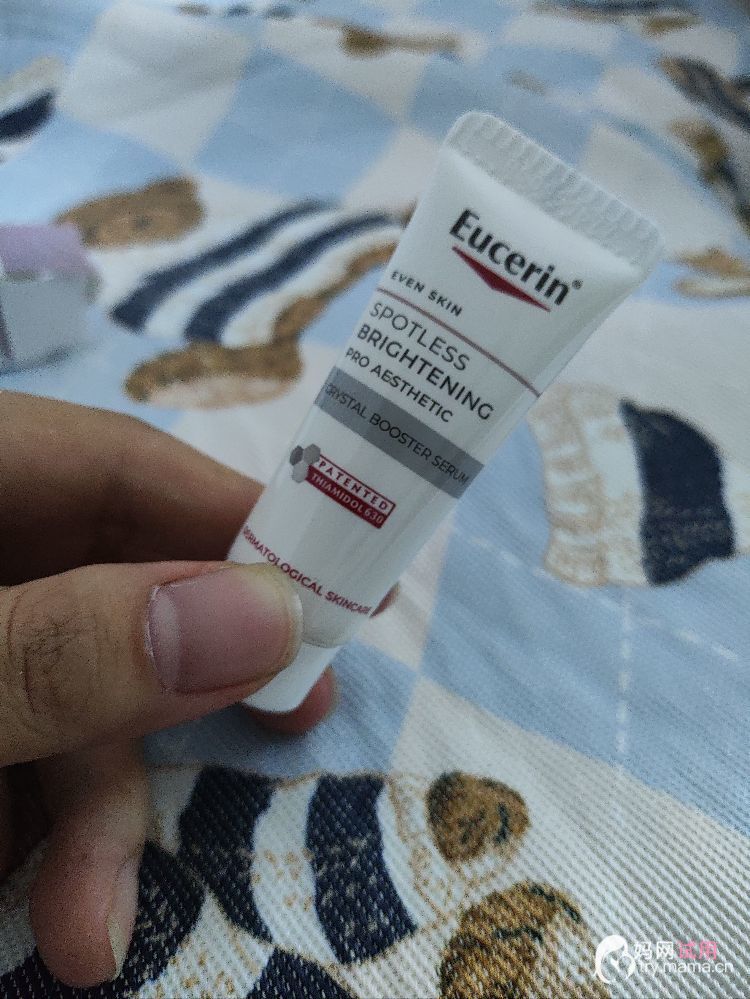 Eucerin®
EVEN SKIN
SPOTLESS
BRIGHTENING
PRO AESTHETIC
CRYSTAL BOOSTER SERUM
PATENTED
THIAMIDOL 630
DERMATOLOGICAL SKINCARE
妈网试用
try.mama.cn